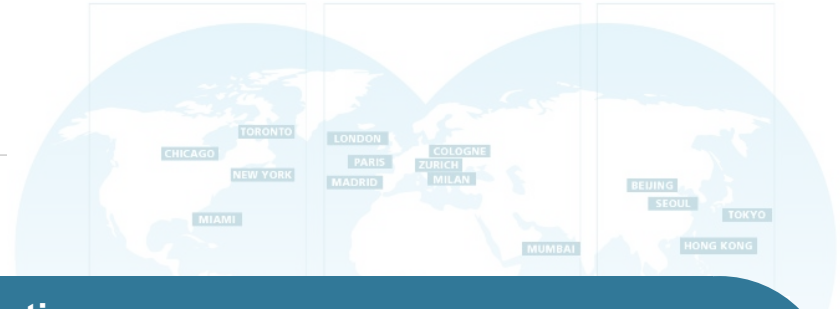 TORONTO
LONDON
CHICAGO
COLOGNE
PARIS
ZURICH
NEW YORK
MADRID
MILAN
BEIJING
SEOUL
MIAMI
TOKYO
MUMBAI
HONG KONG